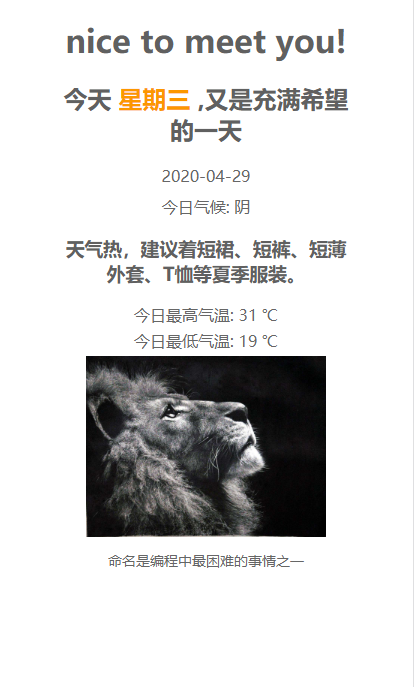 nice to meet you!
今天 星期三 ,又是充满希望
的一天
2020-04-29
今日气候: 阴
天气热，建议着短裙、短裤、短薄
外套、T恤等夏季服装。
今日最高气温: 31 ℃
今日最低气温: 19 ℃
命名是编程中最困难的事情之一